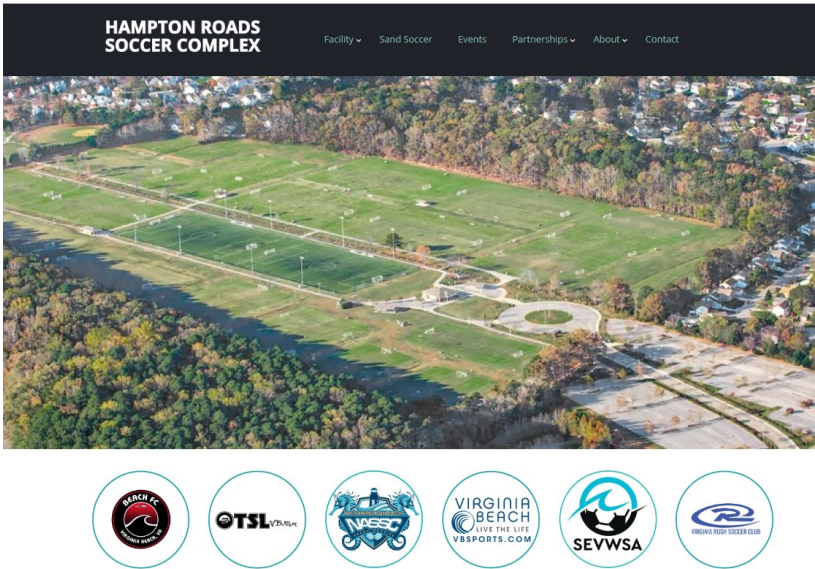 HAMPTON ROADS
SOCCER COMPLEX
Facility
Sand Soccer
Events
Partnerships
About
Contact
BEACH FC
VIRGINIA BEACH, VA
TSL
NASSC
VIRGINIA
BEACH
LIVE THE LIFE
VBSPORTS.COM
SEVWSA
R
VIRGINIA RUSH SOCCER CLUB